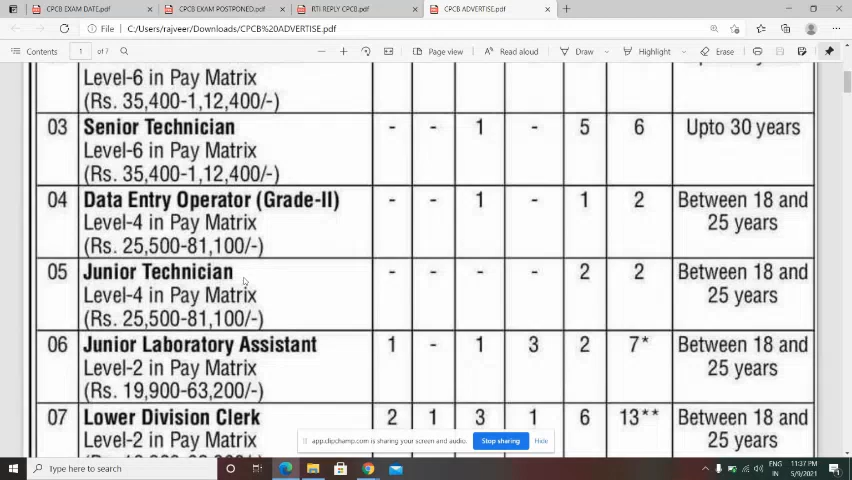 CPCB EXAM DATE.pdf
CPCB EXAM POSTPONED.pdf
RTI REPLY CPCB.pdf
CPCB ADVERTISE.pdf
File
C:/Users/rajveer/Downloads/CPCB%20ADVERTISE.pdf
Contents
1 of 7
Page view
Read aloud
Draw
Highlight
Erase
Level-6 in Pay Matrix
(Rs. 35,400-1,12,400/-)
03 Senior Technician - - 1 - 5 6 Upto 30 years
Level-6 in Pay Matrix
(Rs. 35,400-1,12,400/-)
04 Data Entry Operator (Grade-II) - - 1 - 1 2 Between 18 and
Level-4 in Pay Matrix 25 years
(Rs. 25,500-81,100/-)
05 Junior Technician - - - - 2 2 Between 18 and
Level-4 in Pay Matrix 25 years
(Rs. 25,500-81,100/-)
06 Junior Laboratory Assistant 1 - 1 3 2 7* Between 18 and
Level-2 in Pay Matrix 25 years
(Rs. 19,900-63,200/-)
07 Lower Division Clerk 2 1 3 1 6 13** Between 18 and
Level-2 in Pay Matrix 25 years
app.clipchamp.com is sharing your screen and audio.
Stop sharing
Hide
Type here to search
ENG
IN
11:37 PM
5/9/2021